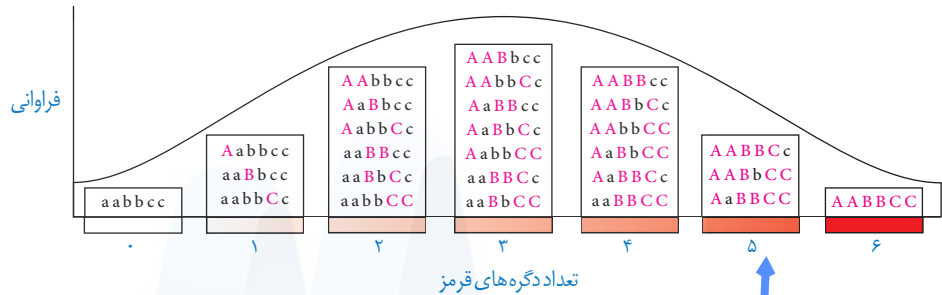 فراوانی
aabbcc
Aabbcc
aaBbcc
aabbCc
AAbbcc
AaBbcc
AabbCc
aaBBcc
aaBbCc
aabbCC
AABbcc
AAbbCc
AaBBcc
AaBbCc
AabbCC
aaBBCc
aaBbCC
AABBcc
AABbCc
AAbbCC
AaBbCC
AaBBCc
aaBBCC
AABBCc
AABbCC
AaBBCC
AABBCC
۰ ۱ ۲ ۳ ۴ ۵ ۶
تعداد دگره‌های قرمز